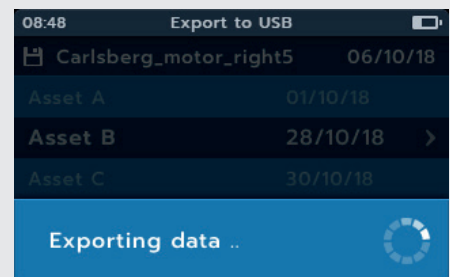 08:48 Export to USB
Carlsberg_motor_right5 06/10/18
Asset A 01/10/18
Asset B 28/10/18 >
Asset C 30/10/18
Exporting data ..